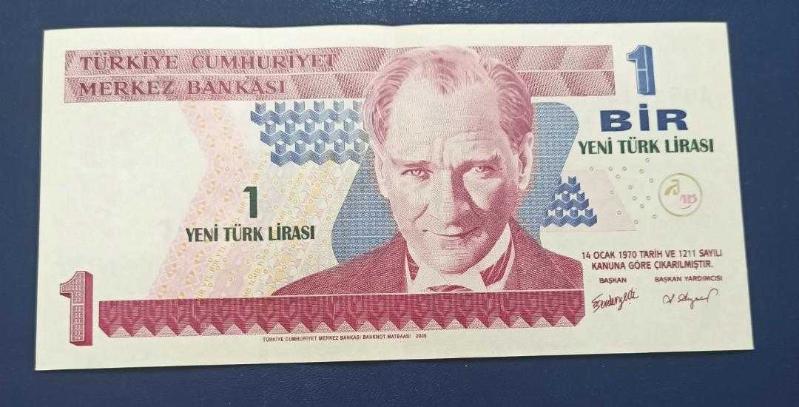 TÜRKİYE CUMHURİYET
MERKEZ BANKASI
1
BİR
YENİ TÜRK LİRASI
1
YENİ TÜRK LİRASI
14 OCAK 1970 TARİH VE 1211 SAYILI
KANUNA GÖRE ÇIKARILMIŞTIR.
BAŞKAN BAŞKAN YARDIMCISI
1
TÜRKİYE CUMHURİYET MERKEZ BANKASI BANKNOT MATBAASI 2005